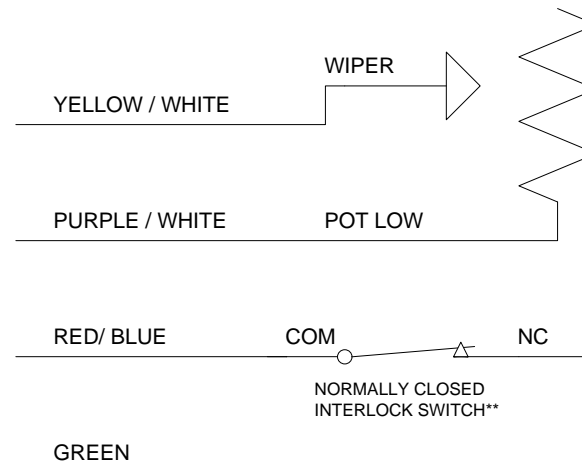 WIPER
YELLOW / WHITE
PURPLE / WHITE POT LOW
RED/ BLUE COM NC
NORMALLY CLOSED
INTERLOCK SWITCH**
GREEN